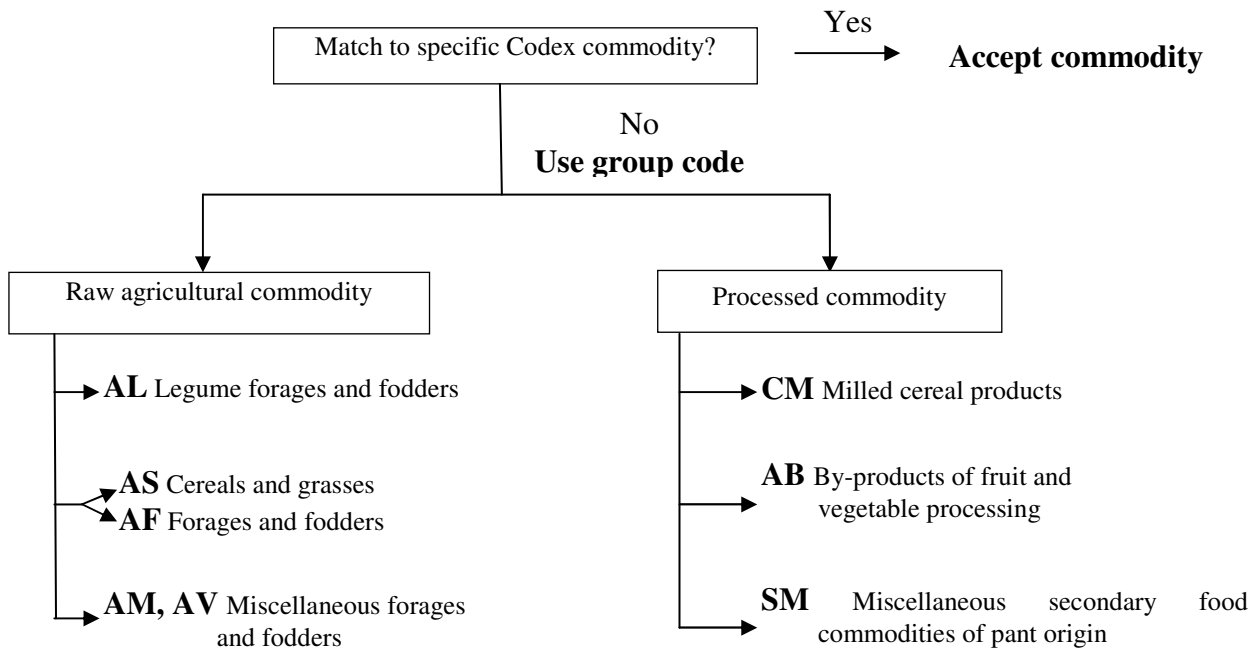 Match to specific Codex commodity?
Yes
Accept commodity
No
Use group code
Raw agricultural commodity
AL Legume forages and fodders
AS Cereals and grasses
AF Forages and fodders
AM, AV Miscellaneous forages
and fodders
Processed commodity
CM Milled cereal products
AB By-products of fruit and
vegetable processing
SM Miscellaneous secondary food
commodities of pant origin